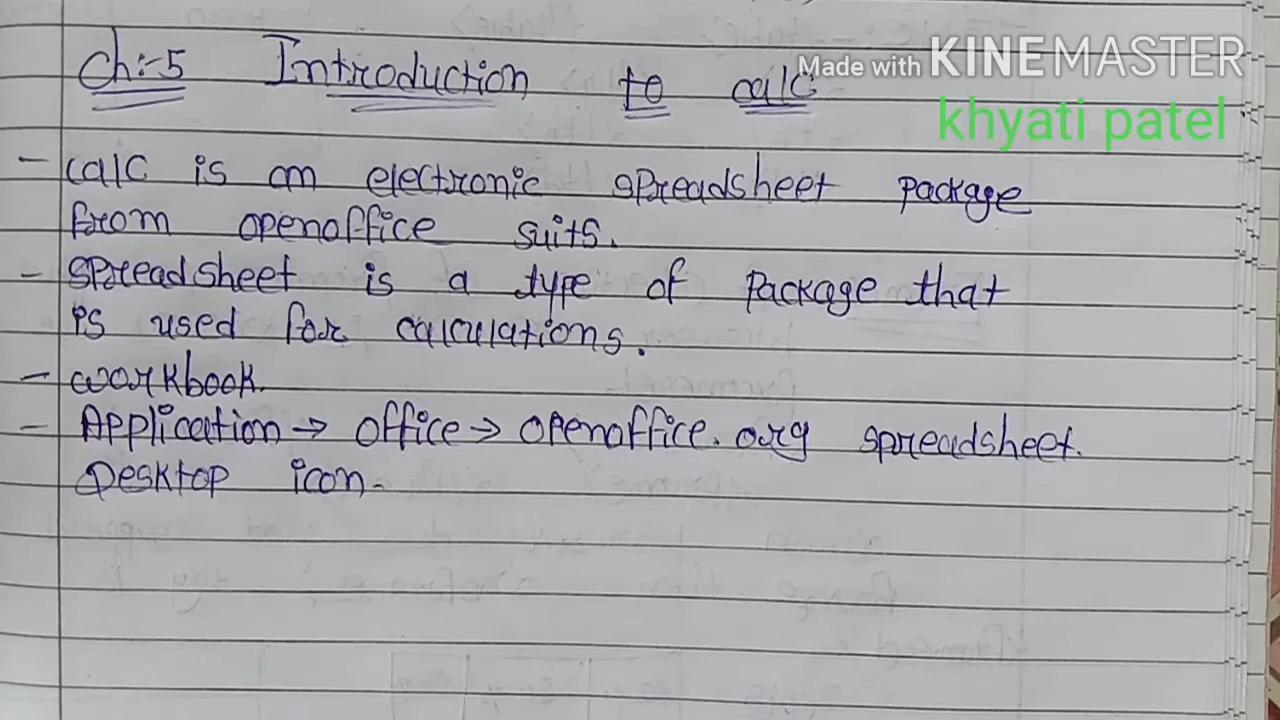 Ch:-5 Introduction to calc
Made with KINEMASTER
khyati patel
- calc is an electronic spreadsheet package
from openoffice suits.
- spreadsheet is a type of package that
is used for calculations.
- workbook.
- Application → office → openoffice.org spreadsheet.
Desktop icon.